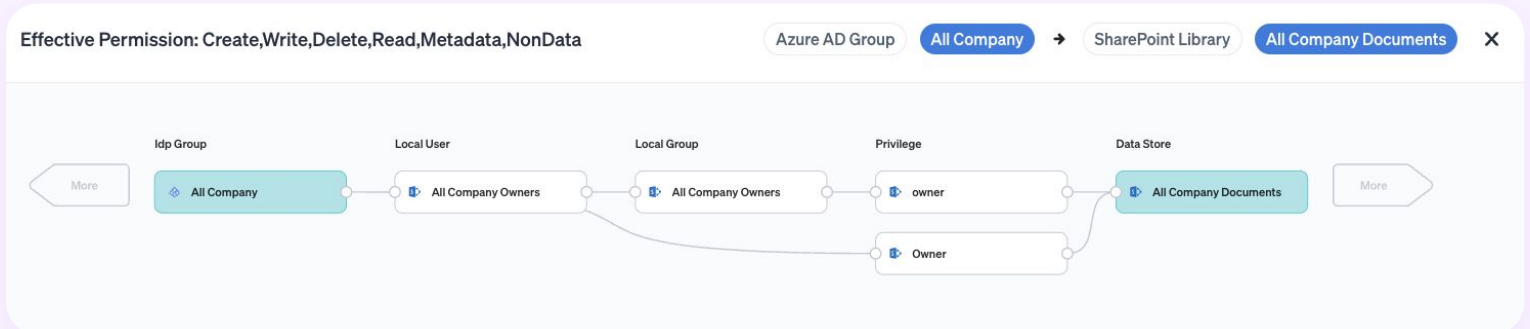 Effective Permission: Create,Write,Delete,Read,Metadata,NonData Azure AD Group All Company → SharePoint Library All Company Documents ✕
Idp Group Local User Local Group Privilege Data Store
More All Company All Company Owners All Company Owners owner All Company Documents More
Owner